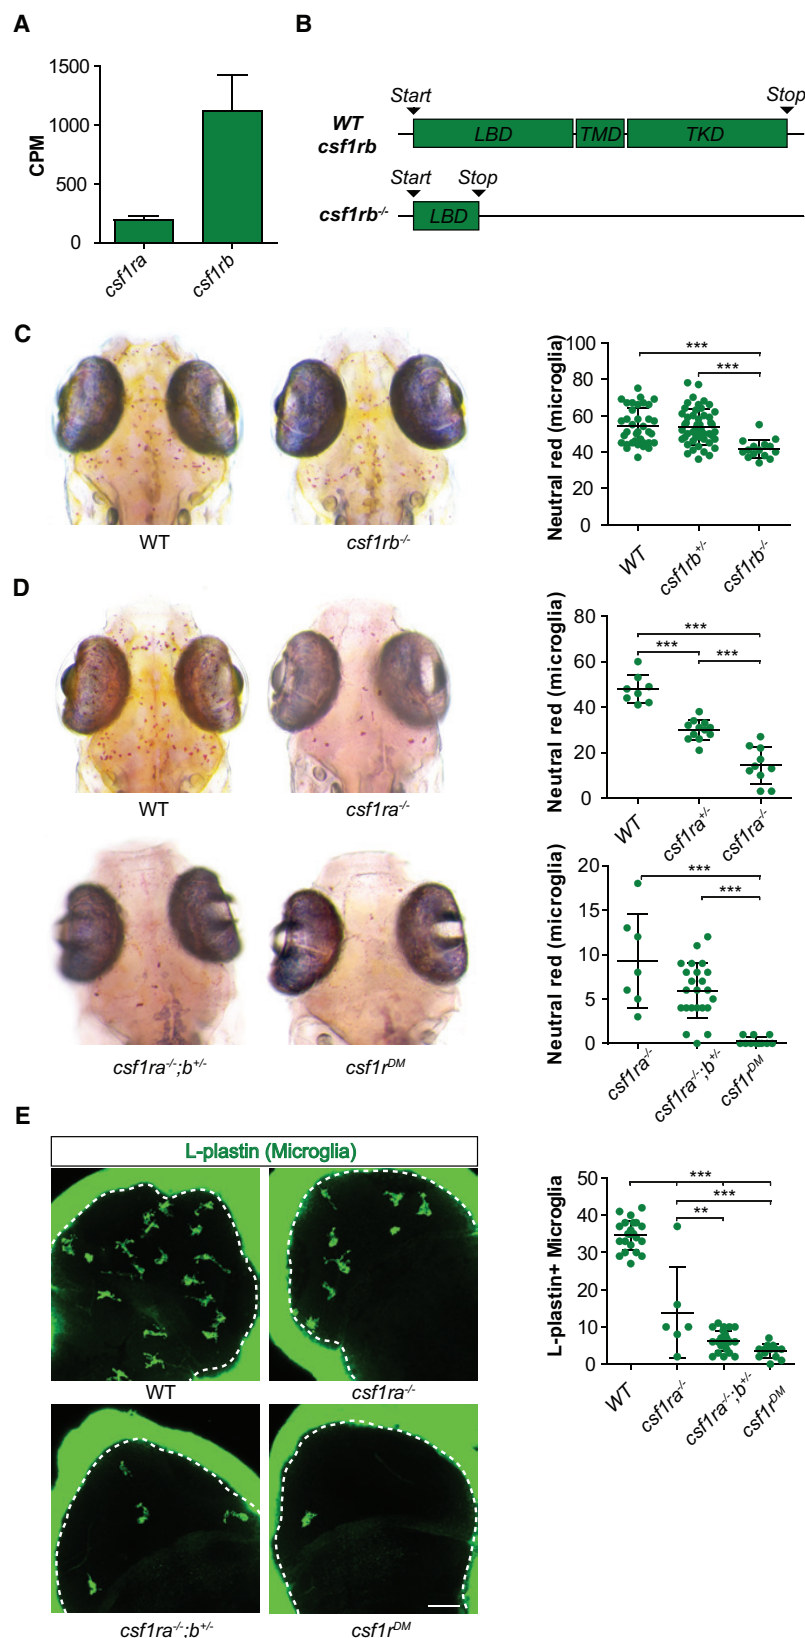 A
CPM
1500
1000
500
0
csf1ra
csf1rb
B
Start
Stop
WT
csf1rb
LBD
TMD
TKD
Start
Stop
csf1rb-/-
LBD
C
WT
csf1rb-/-
Neutral red (microglia)
100
80
60
40
20
0
***
***
WT
csf1rb+/-
csf1rb-/-
D
WT
csf1ra-/-
Neutral red (microglia)
80
60
40
20
0
***
***
***
WT
csf1ra+/-
csf1ra-/-
csf1ra-/-;b+/-
csf1rDM
Neutral red (microglia)
20
15
10
5
0
***
***
csf1ra-/-
csf1ra-/-;b+/-
csf1rDM
E
L-plastin (Microglia)
WT
csf1ra-/-
csf1ra-/-;b+/-
csf1rDM
L-plastin+ Microglia
50
40
30
20
10
0
***
***
**
WT
csf1ra-/-
csf1ra-/-;b+/-
csf1rDM